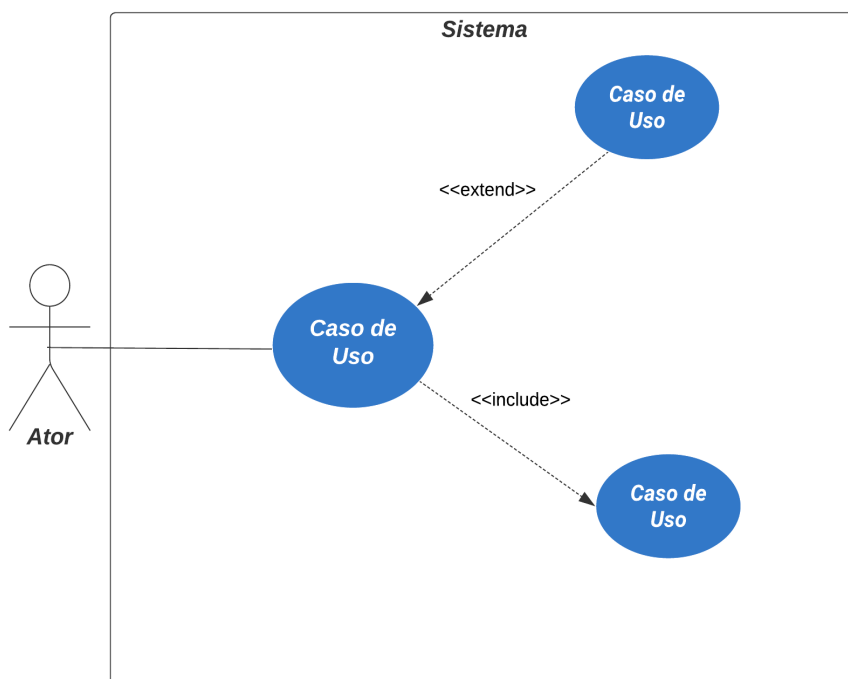 Sistema
Caso de
Uso
<<extend>>
Caso de
Uso
<<include>>
Ator
Caso de
Uso